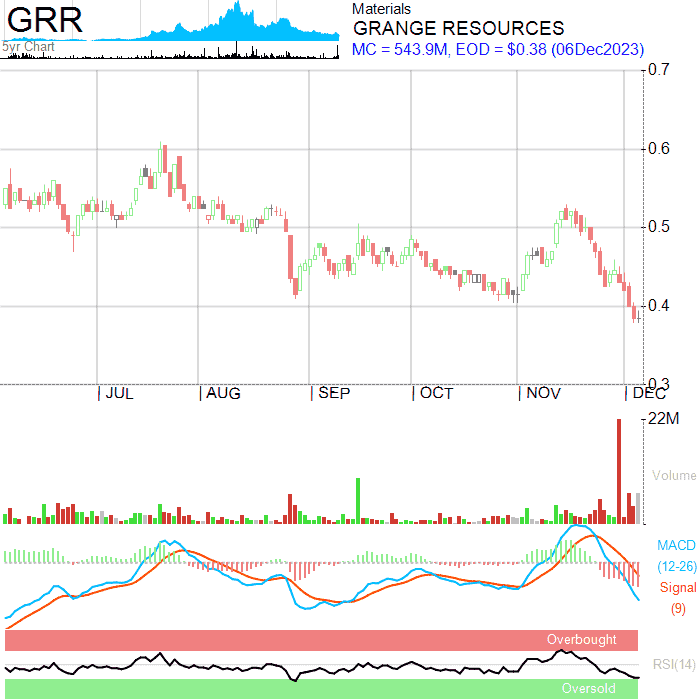 GRR
5yr Chart
Materials
GRANGE RESOURCES
MC = 543.9M, EOD = $0.38 (06Dec2023)
0.7
0.6
0.5
0.4
0.3
JUL AUG SEP OCT NOV DEC
22M
Volume
MACD
(12-26)
Signal
(9)
Overbought
RSI(14)
Oversold